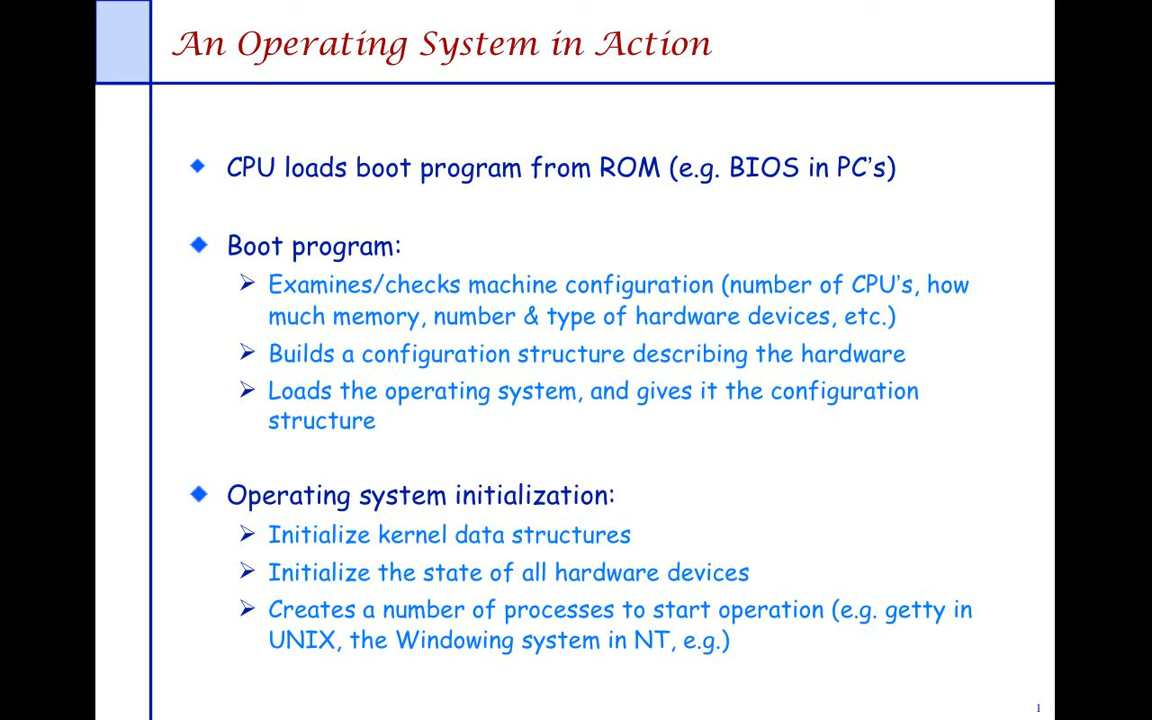 An Operating System in Action
CPU loads boot program from ROM (e.g. BIOS in PC’s)
Boot program:
Examines/checks machine configuration (number of CPU’s, how
much memory, number & type of hardware devices, etc.)
Builds a configuration structure describing the hardware
Loads the operating system, and gives it the configuration
structure
Operating system initialization:
Initialize kernel data structures
Initialize the state of all hardware devices
Creates a number of processes to start operation (e.g. getty in
UNIX, the Windowing system in NT, e.g.)
1